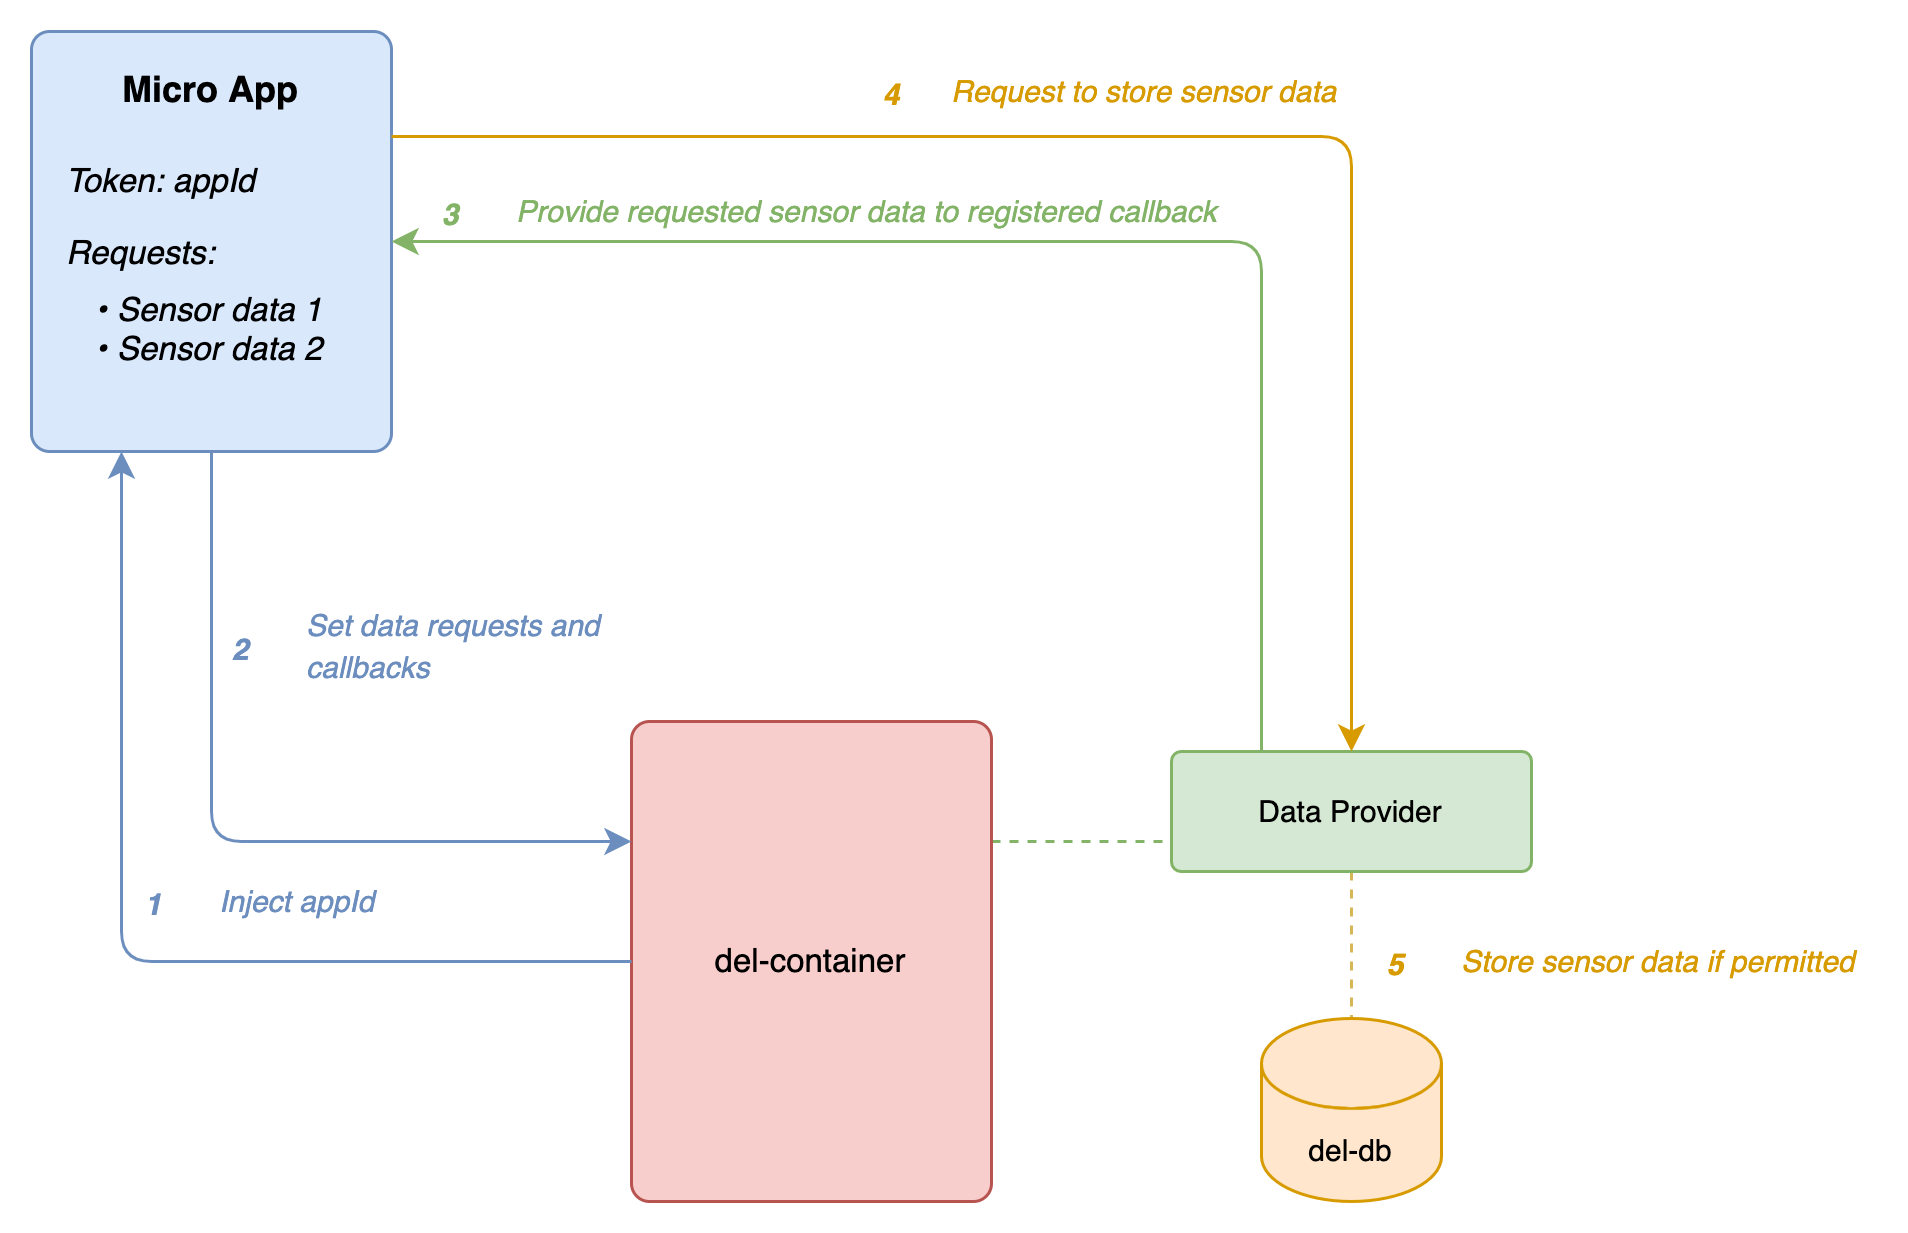 Micro App
Token: appId
Requests:
• Sensor data 1
• Sensor data 2
4 Request to store sensor data
3 Provide requested sensor data to registered callback
2 Set data requests and
callbacks
1 Inject appId
del-container
Data Provider
5 Store sensor data if permitted
del-db